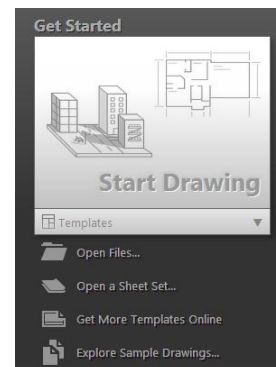 Get Started
Start Drawing
Templates
Open Files...
Open a Sheet Set...
Get More Templates Online
Explore Sample Drawings...